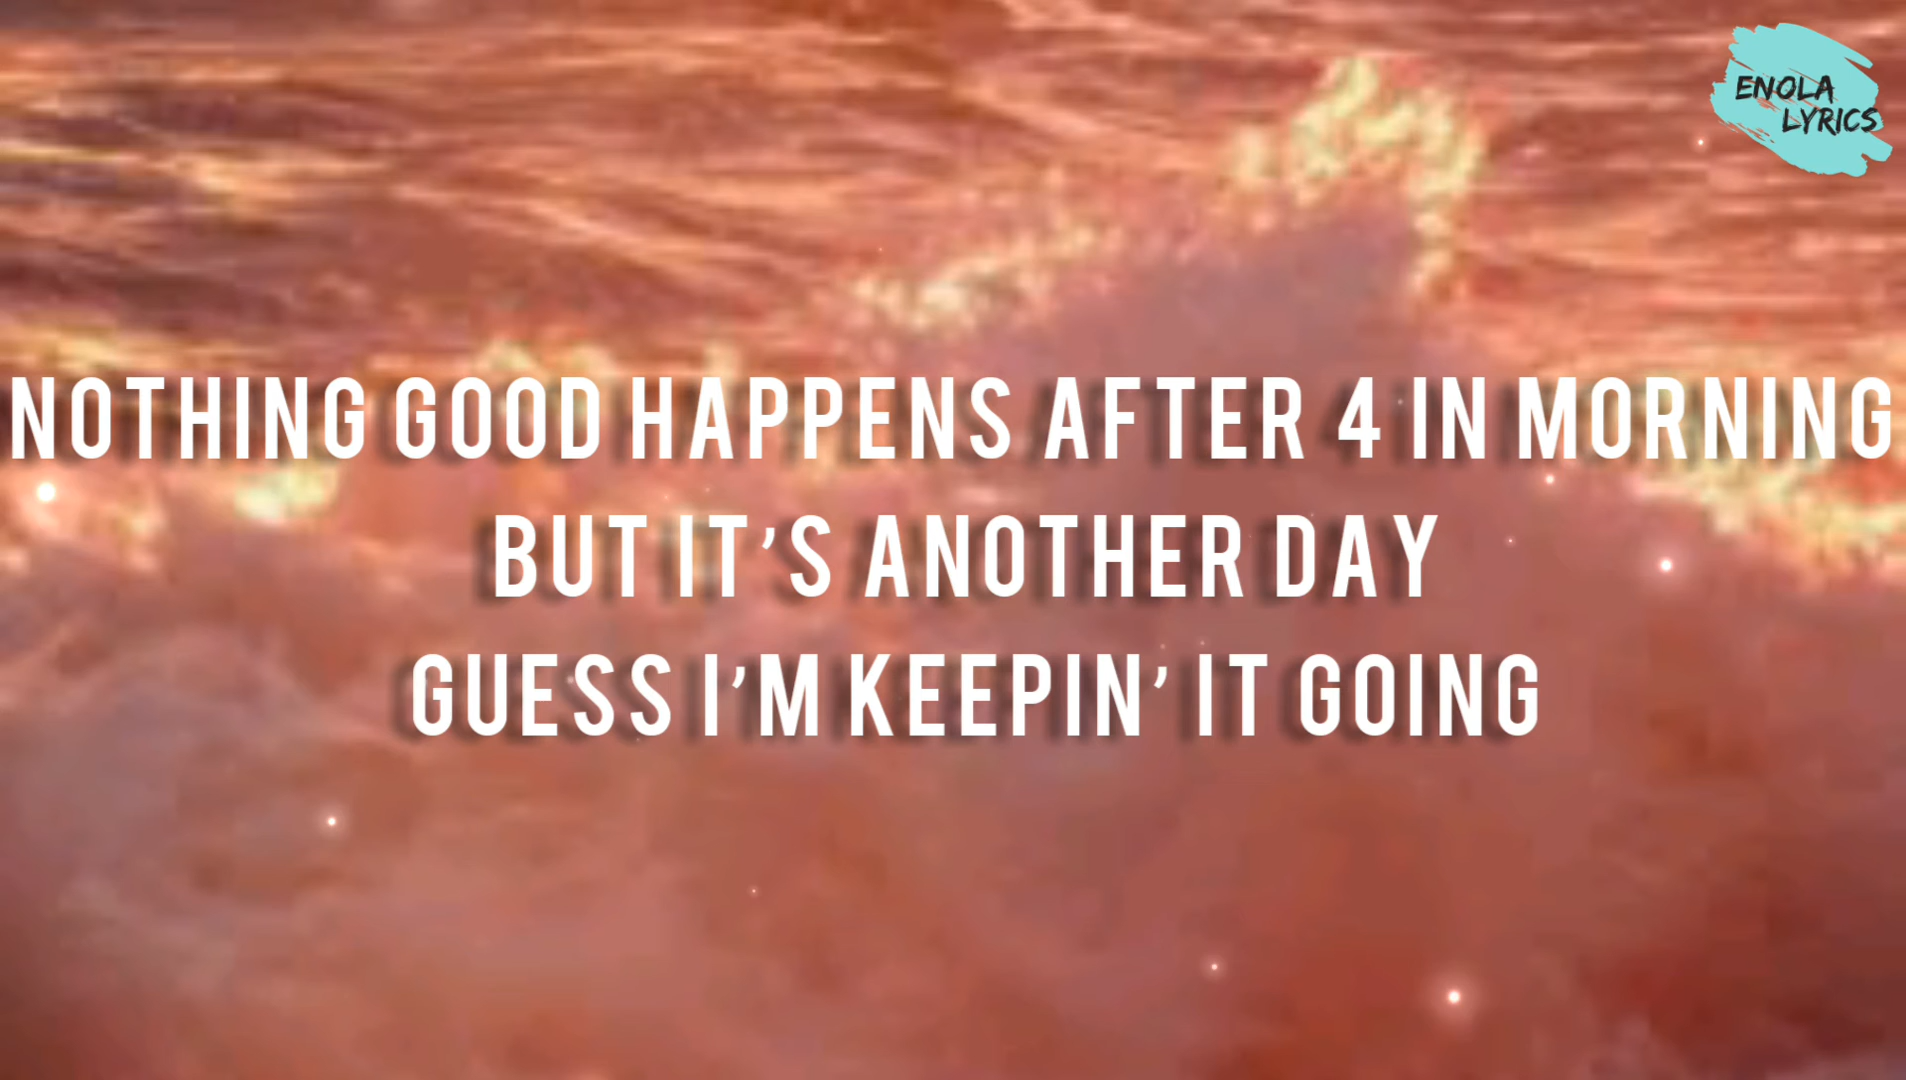 ENOLA
LYRICS
NOTHING GOOD HAPPENS AFTER 4 IN MORNING
BUT IT'S ANOTHER DAY
GUESS I'M KEEPIN' IT GOING